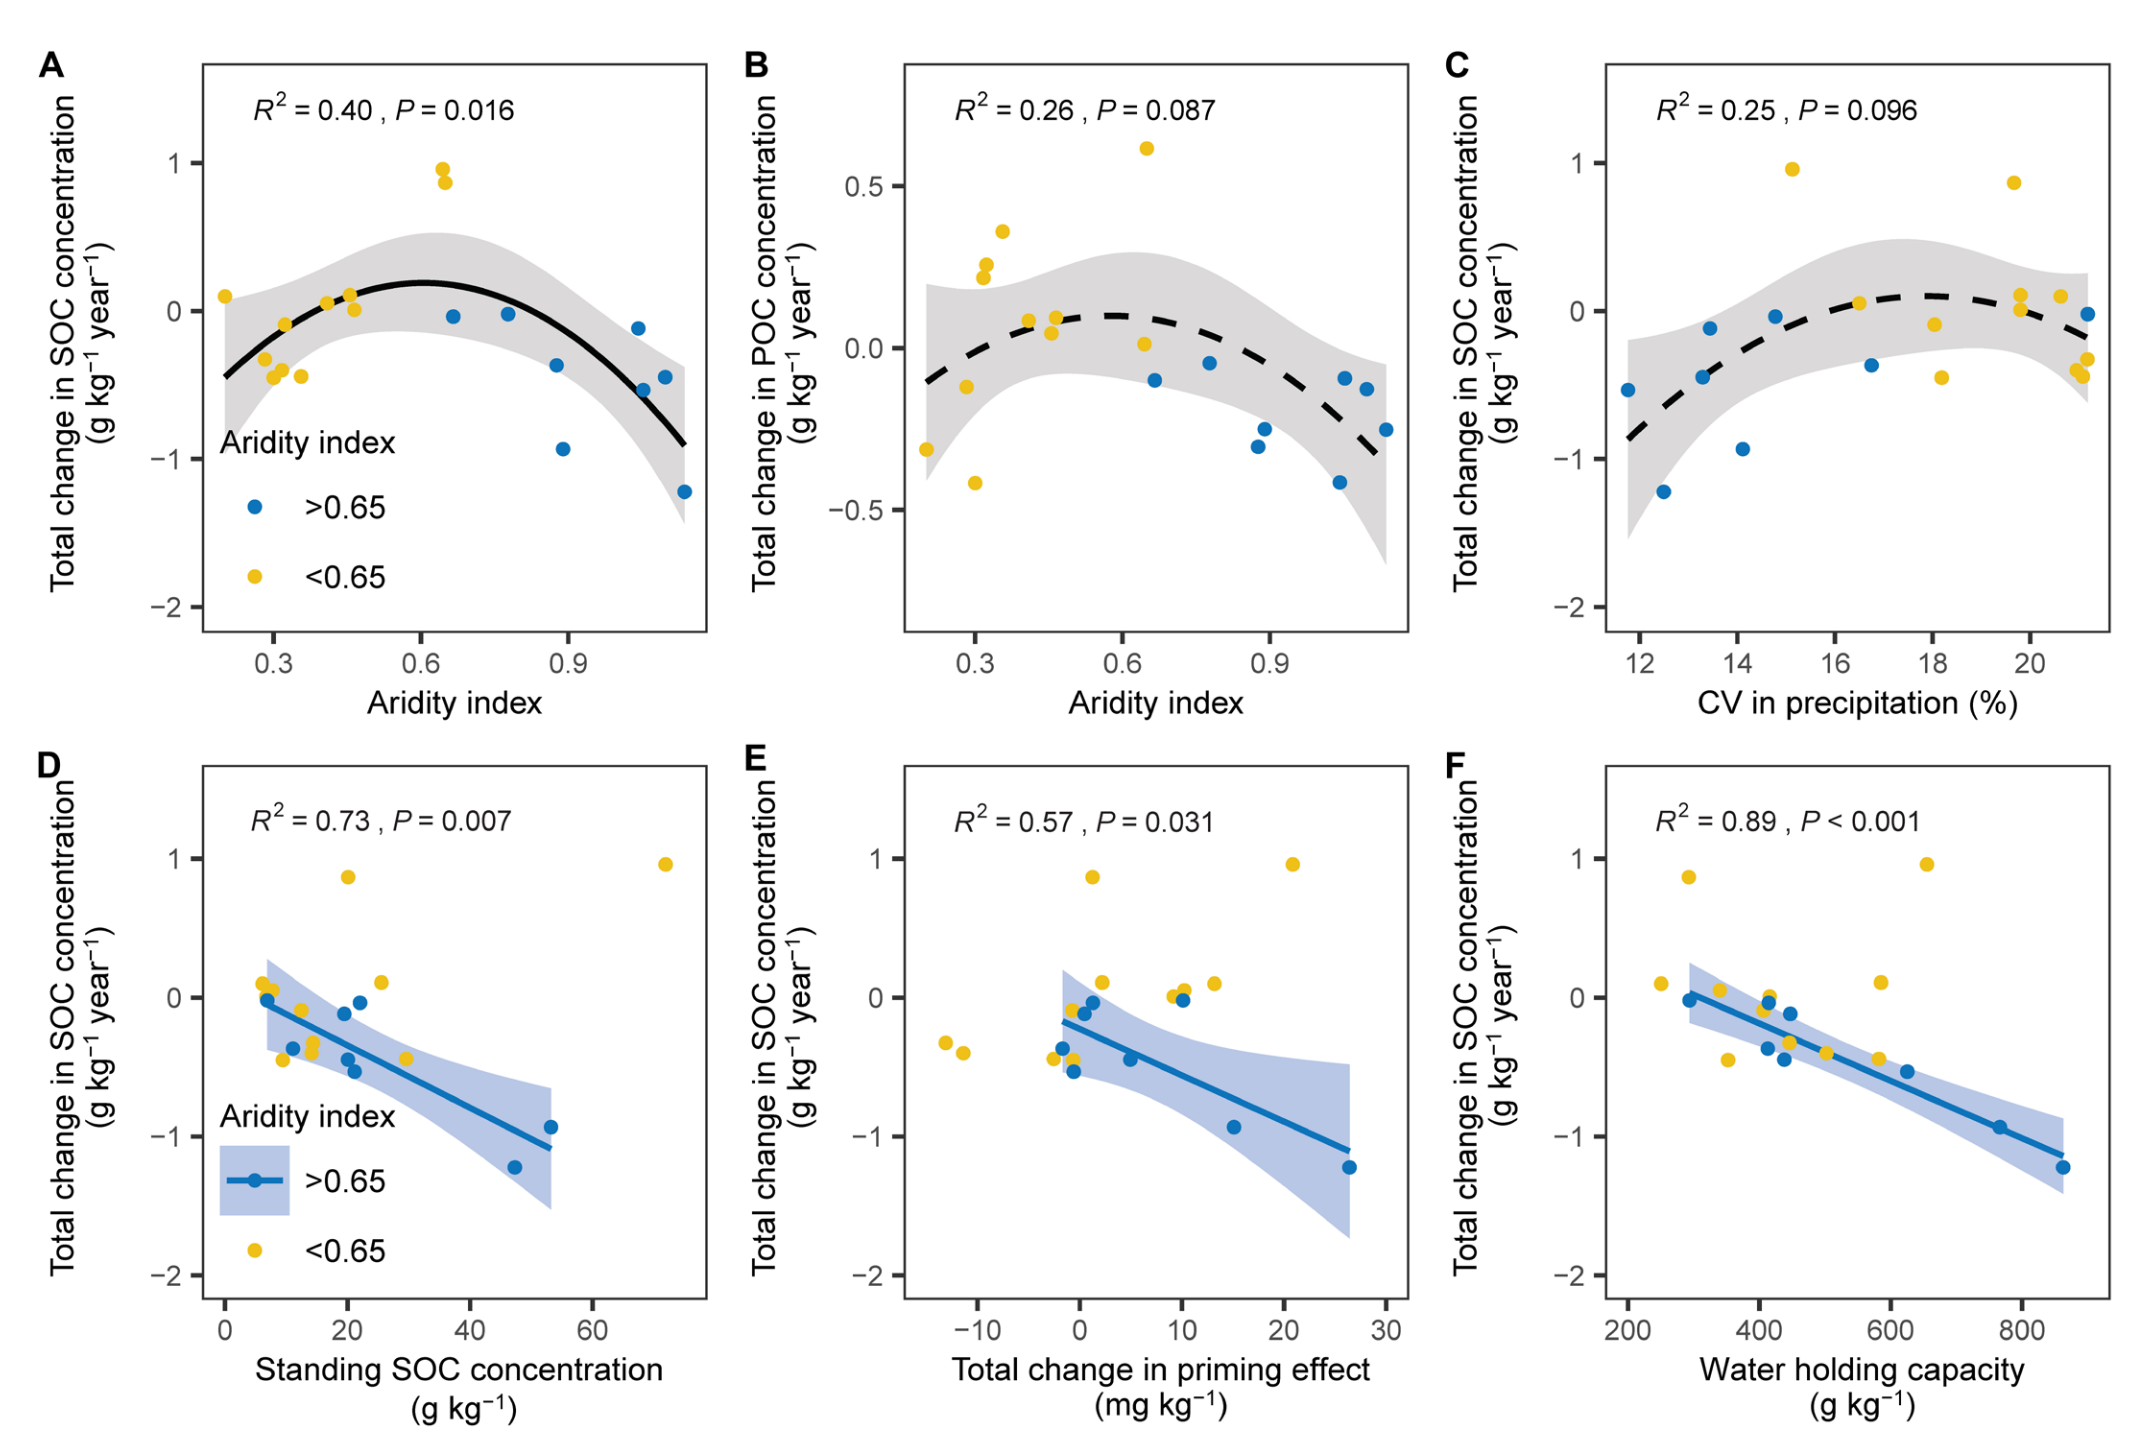 A
R² = 0.40 , P = 0.016
Total change in SOC concentration
(g kg⁻¹ year⁻¹)
1
0
−1
−2
Aridity index
>0.65
<0.65
0.3 0.6 0.9
Aridity index
B
R² = 0.26 , P = 0.087
Total change in POC concentration
(g kg⁻¹ year⁻¹)
0.5
0.0
−0.5
0.3 0.6 0.9
Aridity index
C
R² = 0.25 , P = 0.096
Total change in SOC concentration
(g kg⁻¹ year⁻¹)
1
0
−1
−2
12 14 16 18 20
CV in precipitation (%)
D
R² = 0.73 , P = 0.007
Total change in SOC concentration
(g kg⁻¹ year⁻¹)
1
0
−1
−2
Aridity index
>0.65
<0.65
0 20 40 60
Standing SOC concentration
(g kg⁻¹)
E
R² = 0.57 , P = 0.031
Total change in SOC concentration
(g kg⁻¹ year⁻¹)
1
0
−1
−2
−10 0 10 20 30
Total change in priming effect
(mg kg⁻¹)
F
R² = 0.89 , P < 0.001
Total change in SOC concentration
(g kg⁻¹ year⁻¹)
1
0
−1
−2
200 400 600 800
Water holding capacity
(g kg⁻¹)